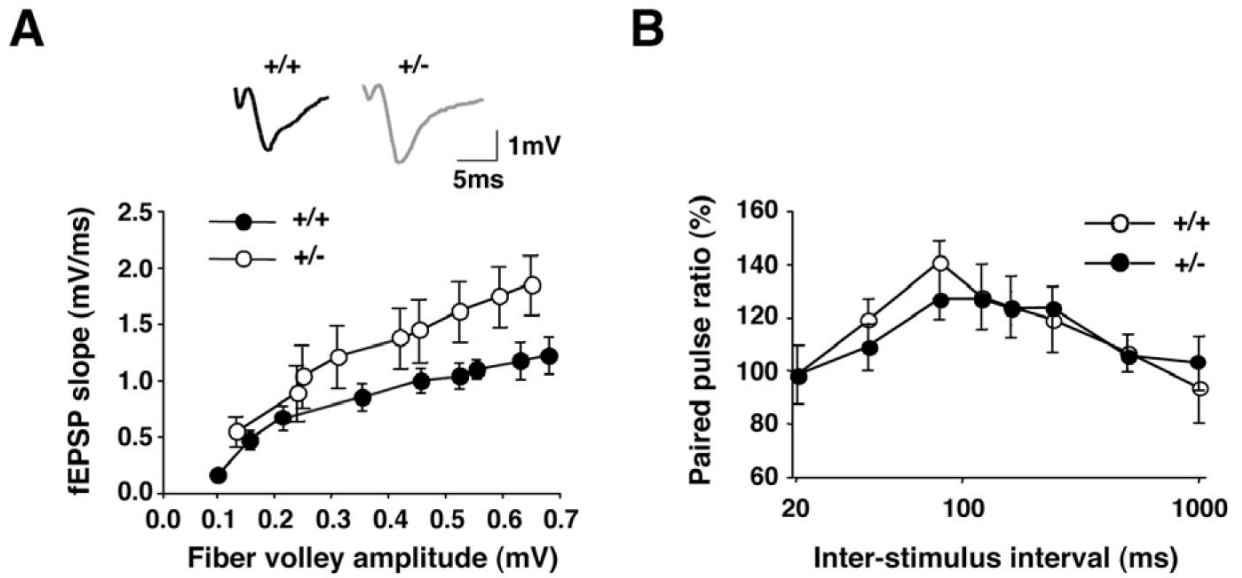 A
+/+
+/-
1mV
5ms
+/+
+/-
fEPSP slope (mV/ms)
2.5
2.0
1.5
1.0
0.5
0.0
0.0 0.1 0.2 0.3 0.4 0.5 0.6 0.7
Fiber volley amplitude (mV)
B
+/+
+/-
Paired pulse ratio (%)
160
140
120
100
80
60
20 100 1000
Inter-stimulus interval (ms)